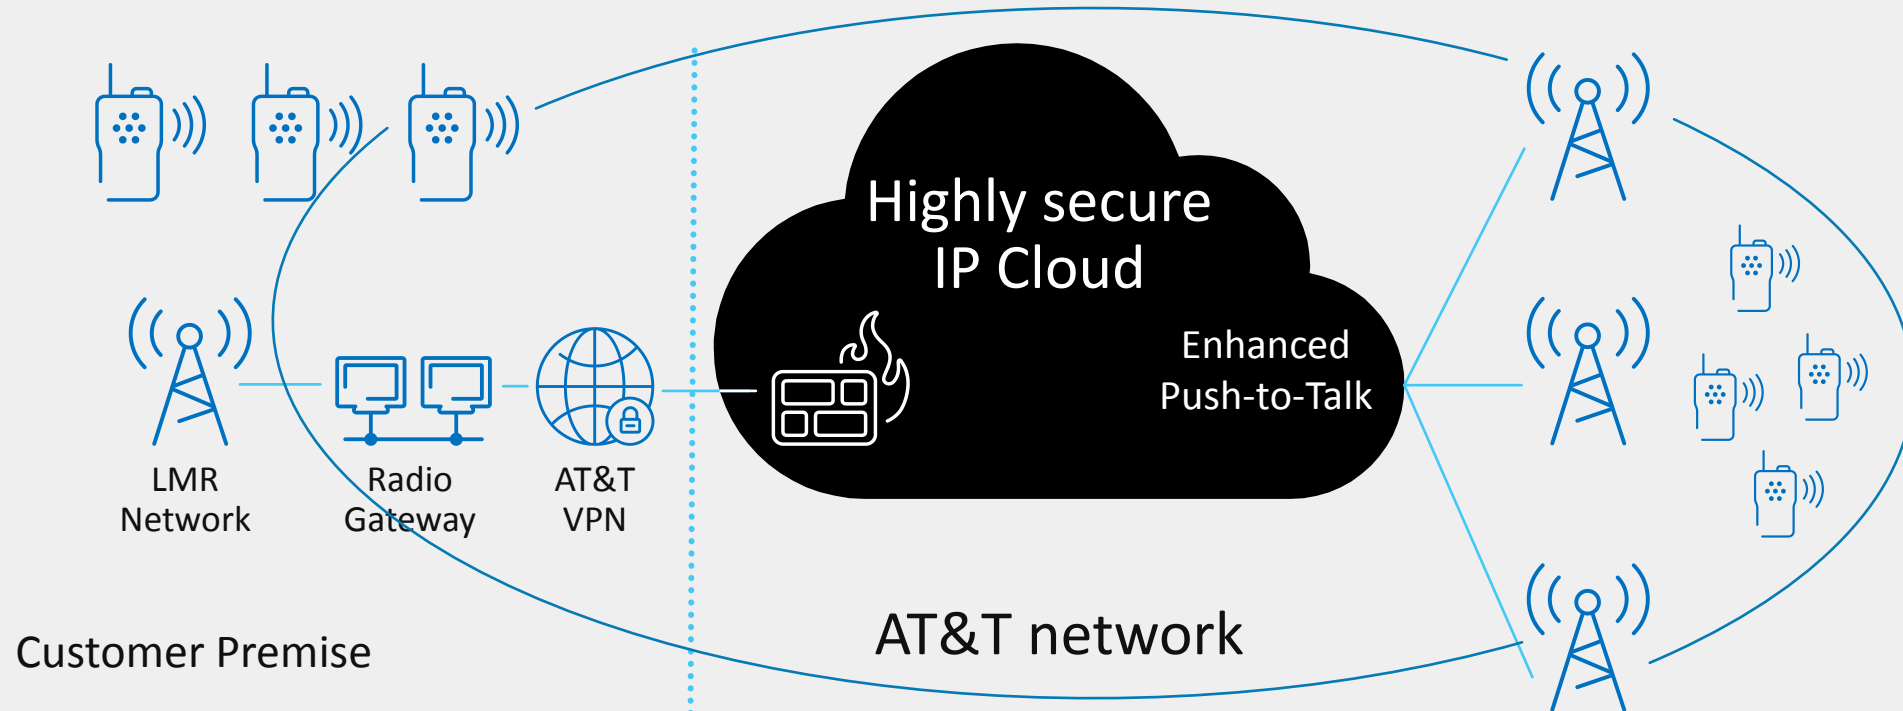 Highly secure
IP Cloud
Enhanced
Push-to-Talk
LMR
Network
Radio
Gateway
AT&T
VPN
AT&T network
Customer Premise